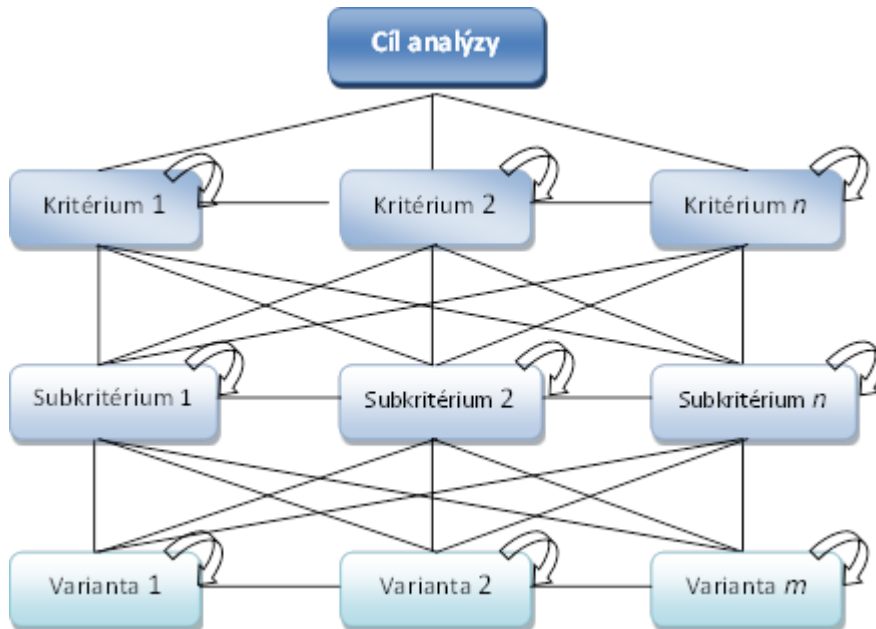 Cíl analýzy
Kritérium 1
Kritérium 2
Kritérium n
Subkritérium 1
Subkritérium 2
Subkritérium n
Varianta 1
Varianta 2
Varianta m